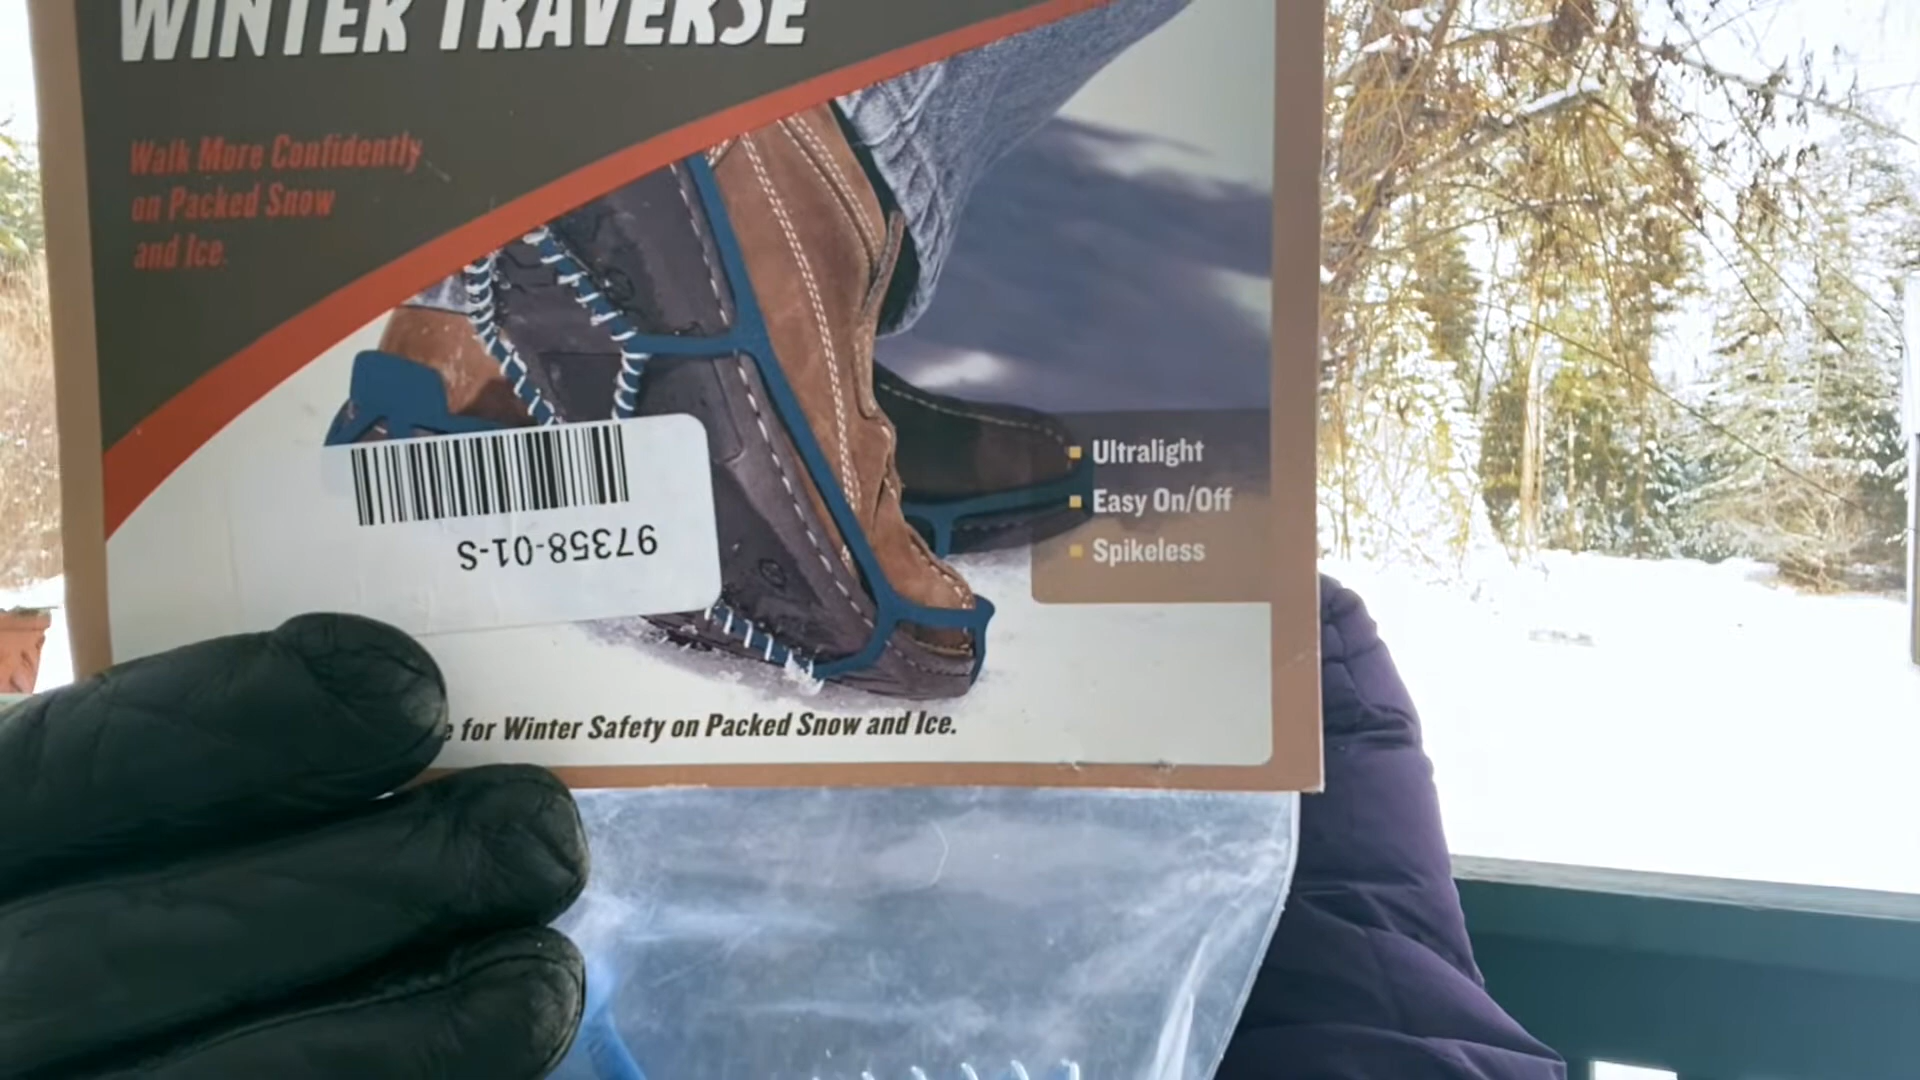 WINTER TRAVERSE
Walk More Confidently
on Packed Snow
and Ice.
Ultralight
Easy On/Off
Spikeless
97358-01-S
for Winter Safety on Packed Snow and Ice.